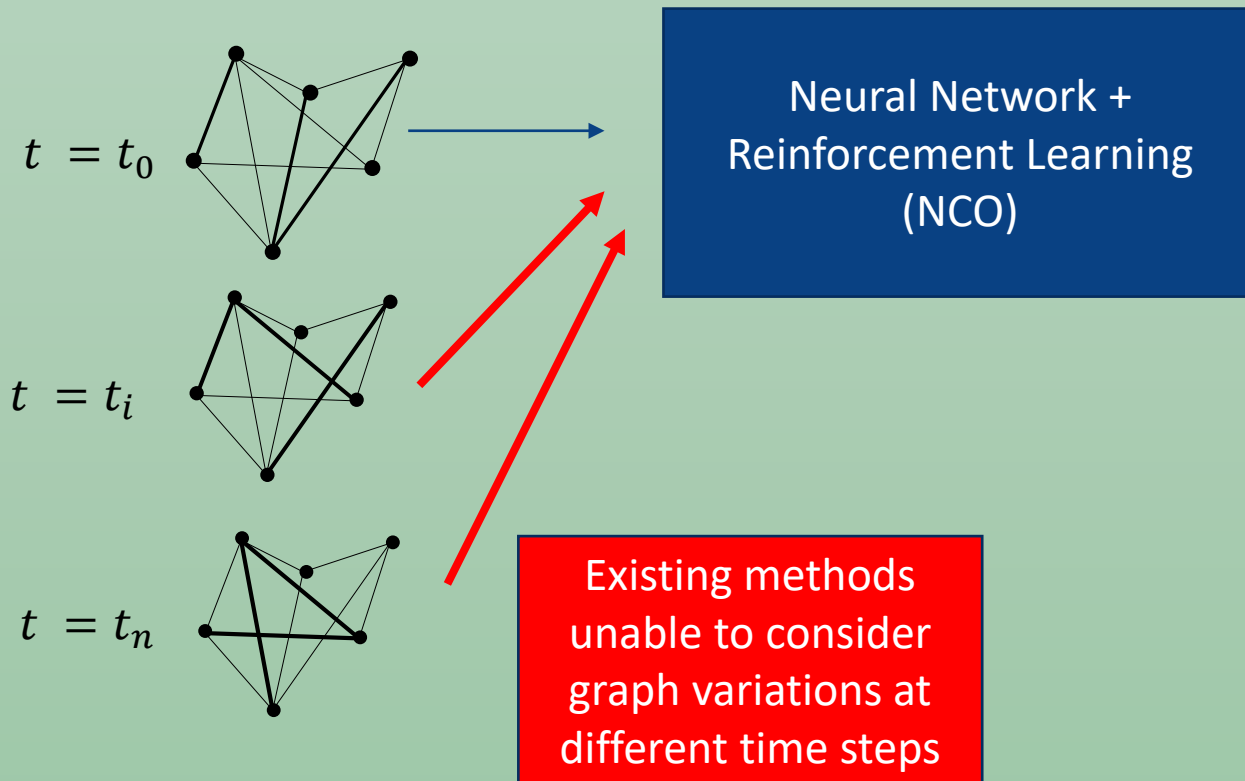 Neural Network +
Reinforcement Learning
(NCO)
t = t₀
t = tᵢ
t = tₙ
Existing methods
unable to consider
graph variations at
different time steps